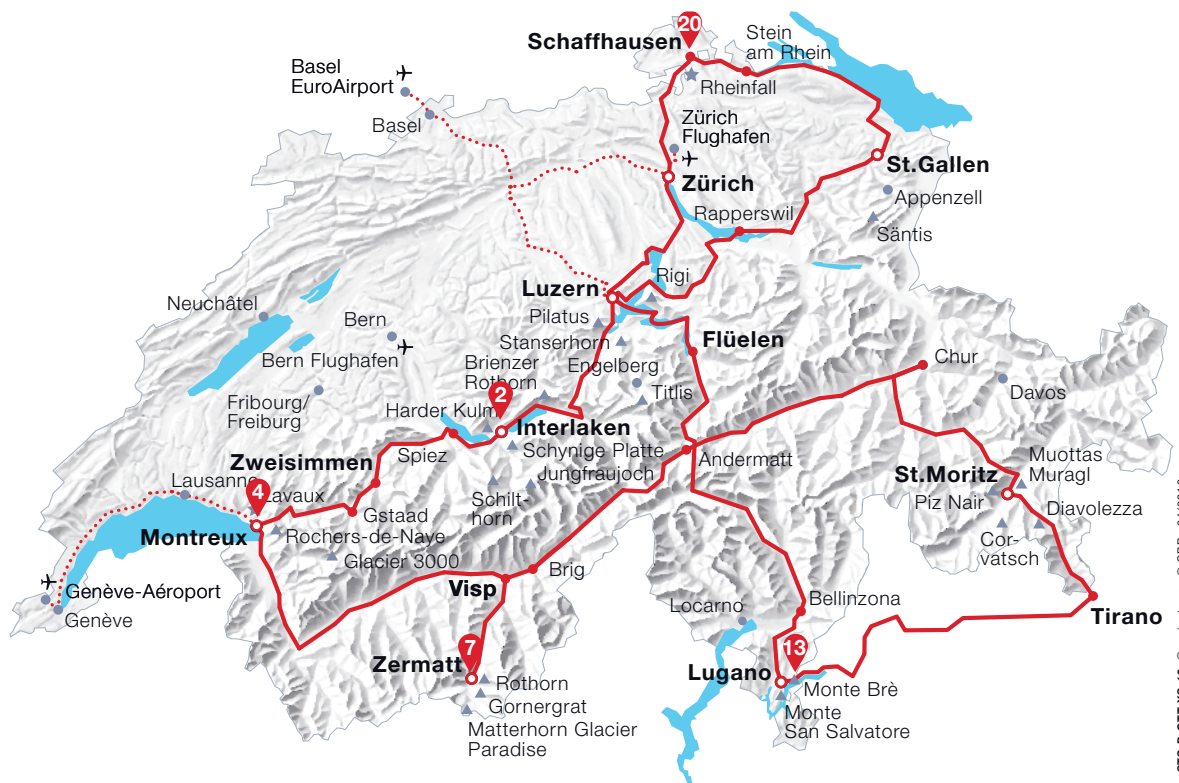 20
Schaffhausen
Stein
am Rhein
Basel
EuroAirport
Rheinfall
Basel
Zürich
Flughafen
Zürich
St.Gallen
Appenzell
Rapperswil
Säntis
Rigi
Luzern
Neuchâtel
Pilatus
Bern
Stanserhorn
Flüelen
Bern Flughafen
Engelberg
Chur
Brienzer
Rothorn
Titlis
Davos
Fribourg/
Freiburg
2
Harder Kulm
Interlaken
Schynige Platte
Spiez
Andermatt
Jungfraujoch
Muottas
Muragl
Zweisimmen
St.Moritz
Lausanne
Lavaux
4
Schilt-
horn
Piz Nair
Diavolezza
Gstaad
Montreux
Rochers-de-Naye
Cor-
vatsch
Glacier 3000
Brig
Visp
Genève-Aéroport
Genève
Locarno
Bellinzona
Tirano
7
13
Zermatt
Lugano
Rothorn
Monte Brè
Gornergrat
Monte
San Salvatore
Matterhorn Glacier
Paradise